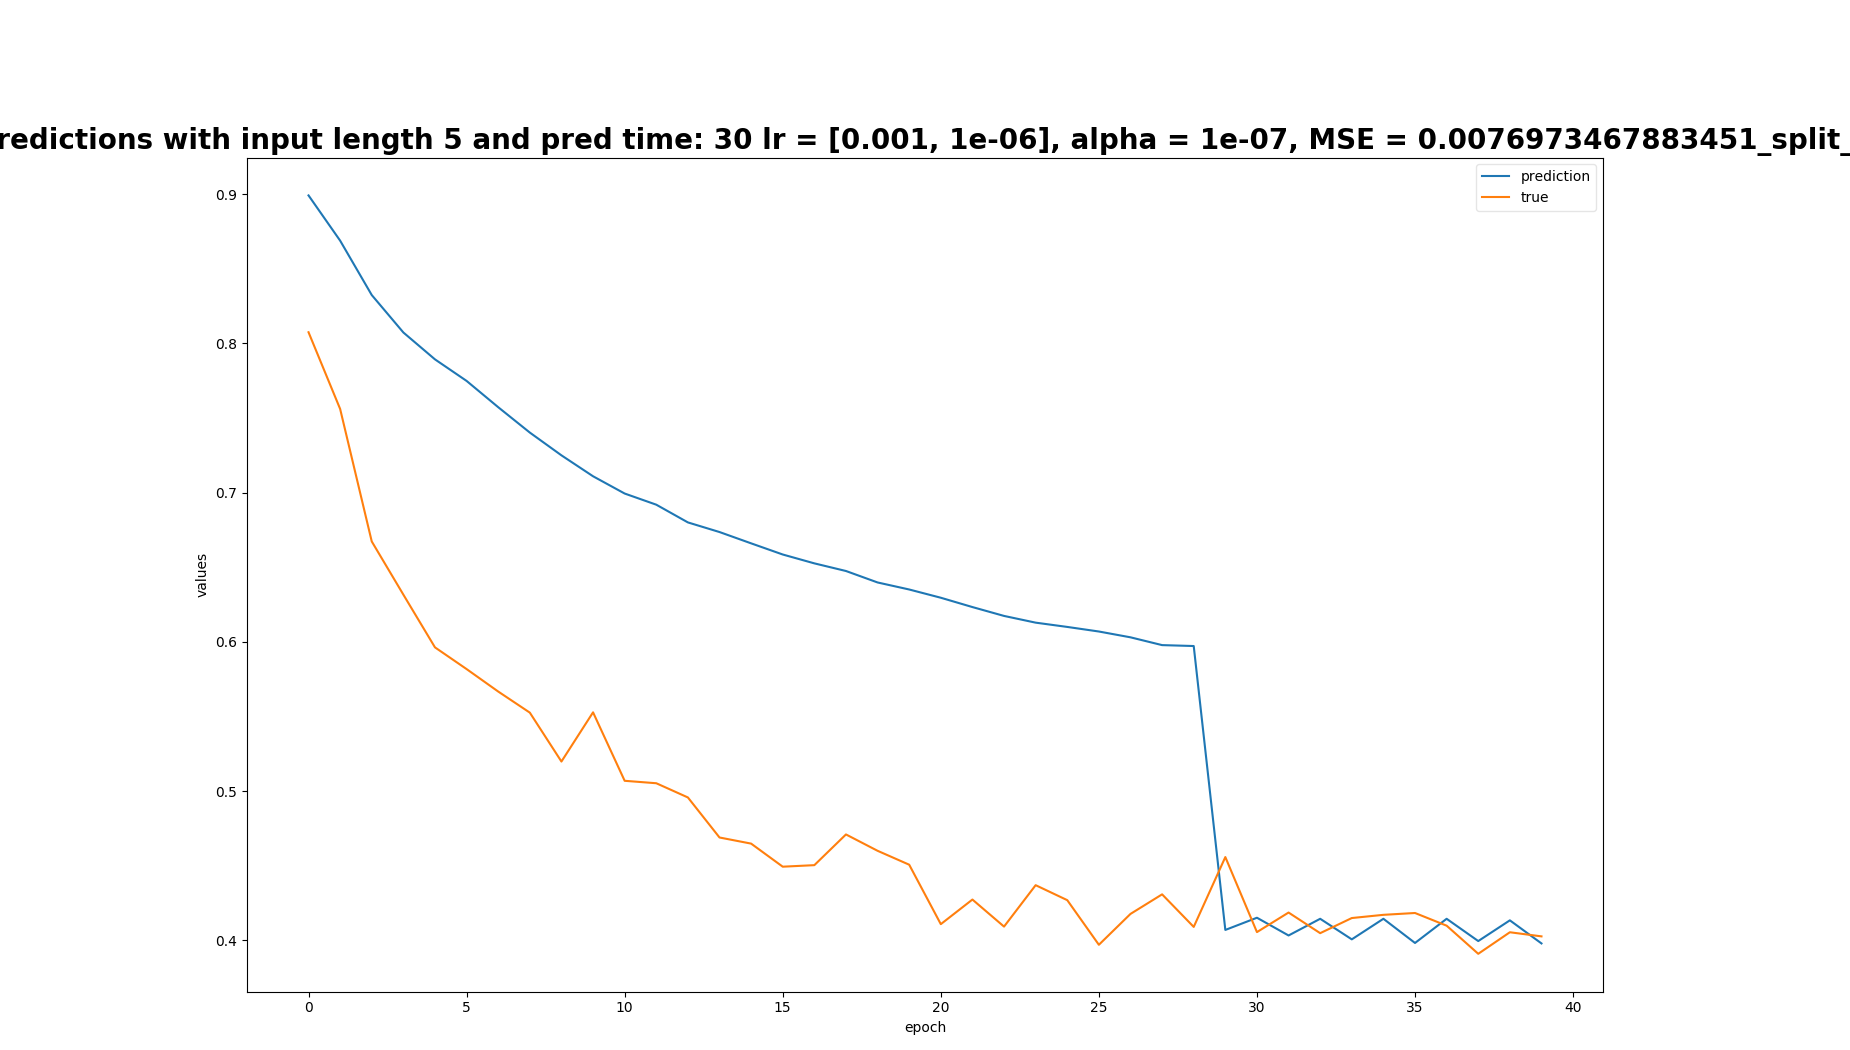 redictions with input length 5 and pred time: 30 lr = [0.001, 1e-06], alpha = 1e-07, MSE = 0.0076973467883451_split_
prediction
true
0.9
0.8
0.7
0.6
0.5
0.4
values
0 5 10 15 20 25 30 35 40
epoch